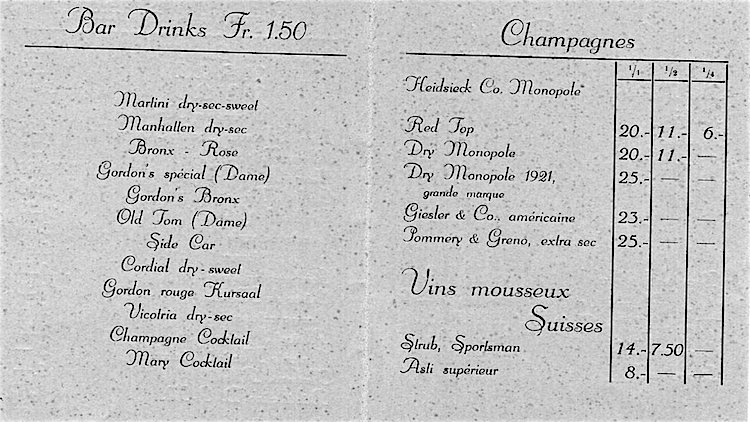 Bar Drinks Fr. 1.50
Martini dry-sec-sweet
Manhatten dry-sec
Bronx - Rose
Gordon's spécial (Dame)
Gordon's Bronx
Old Tom (Dame)
Side Car
Cordial dry-sweet
Gordon rouge Kursaal
Victoria dry-sec
Champagne Cocktail
Mary Cocktail
Champagnes
1/1 1/2 1/4
Heidsieck Co. Monopole
Red Top 20.- 11.- 6.-
Dry Monopole 20.- 11.- —
Dry Monopole 1921, 25.- — —
grande marque
Giesler & Co., américaine 23.- — —
Pommery & Greno, extra sec 25.- — —
Vins mousseux
Suisses
Strub, Sportsman 14.- 7.50 —
Asti supérieur 8.- — —